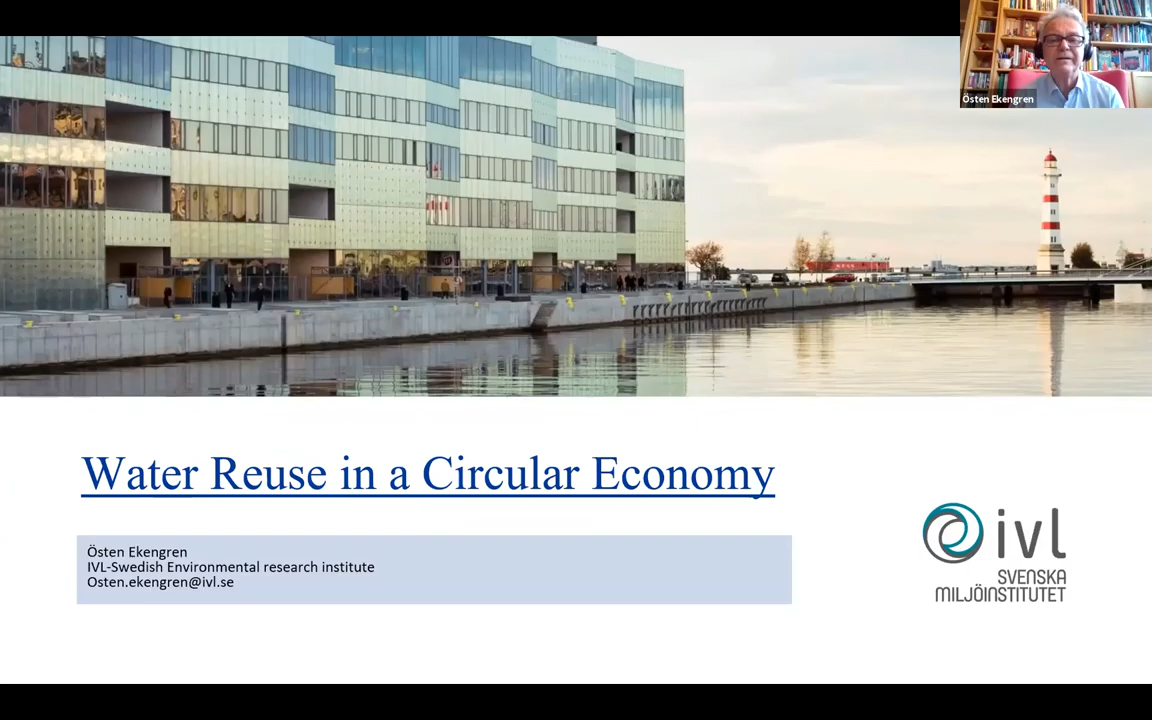 Östen Ekengren
Water Reuse in a Circular Economy
Östen Ekengren
IVL-Swedish Environmental research institute
Osten.ekengren@ivl.se
ivl
SVENSKA
MILJÖINSTITUTET